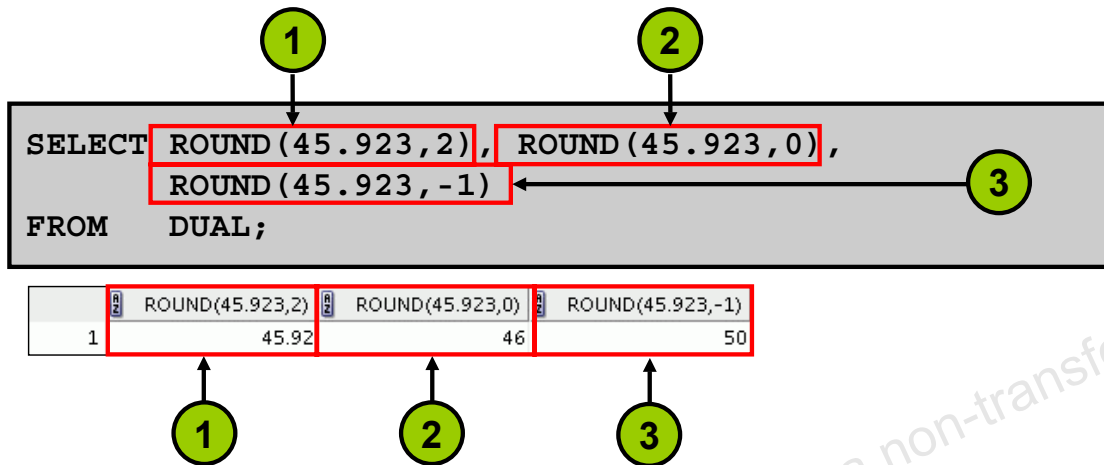 1 2
SELECT ROUND(45.923,2), ROUND(45.923,0),
ROUND(45.923,-1) 3
FROM DUAL;
ROUND(45.923,2) ROUND(45.923,0) ROUND(45.923,-1)
1 45.92 46 50
1 2 3
non-transfe